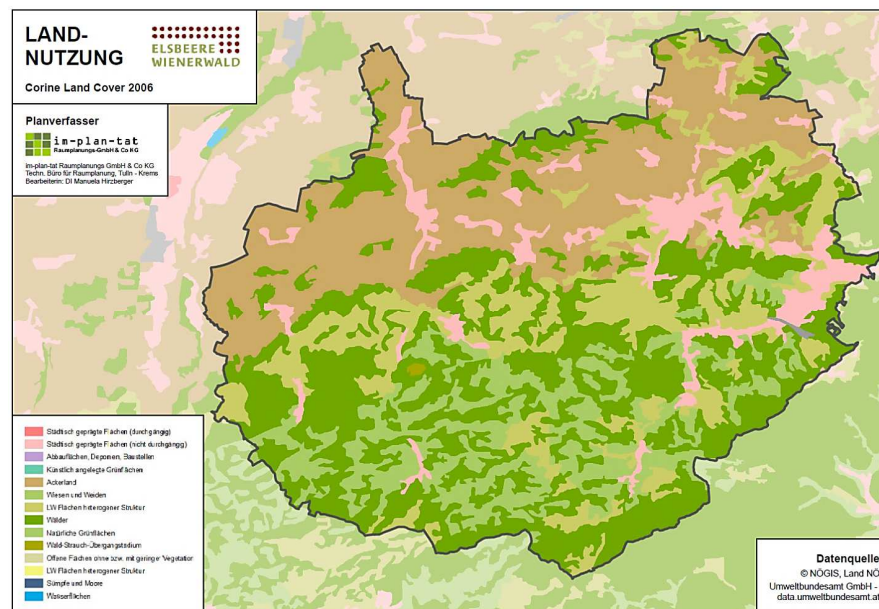 LAND-
NUTZUNG
ELSBEERE
WIENERWALD
Corine Land Cover 2006
Planverfasser
im-plan-tat
Raumplanungs-GmbH & Co KG
im-plan-tat Raumplanungs GmbH & Co KG
Techn. Büro für Raumplanung, Tulln - Krems
Bearbeiterin: DI Manuela Hirzberger
Städtisch geprägte Flächen (durchgängig)
Städtisch geprägte Flächen (nicht durchgängig)
Abbauflächen, Deponien, Baustellen
Künstlich angelegte Grünflächen
Ackerland
Wiesen und Weiden
LW Flächen heterogener Struktur
Wälder
Natürliche Grünflächen
Wald-Strauch-Übergangsstadium
Offene Flächen ohne bzw. mit geringer Vegetation
LW Flächen heterogener Struktur
Sümpfe und Moore
Wasserflächen
Datenquelle
© NÖGIS, Land NÖ
Umweltbundesamt GmbH -
data.umweltbundesamt.at